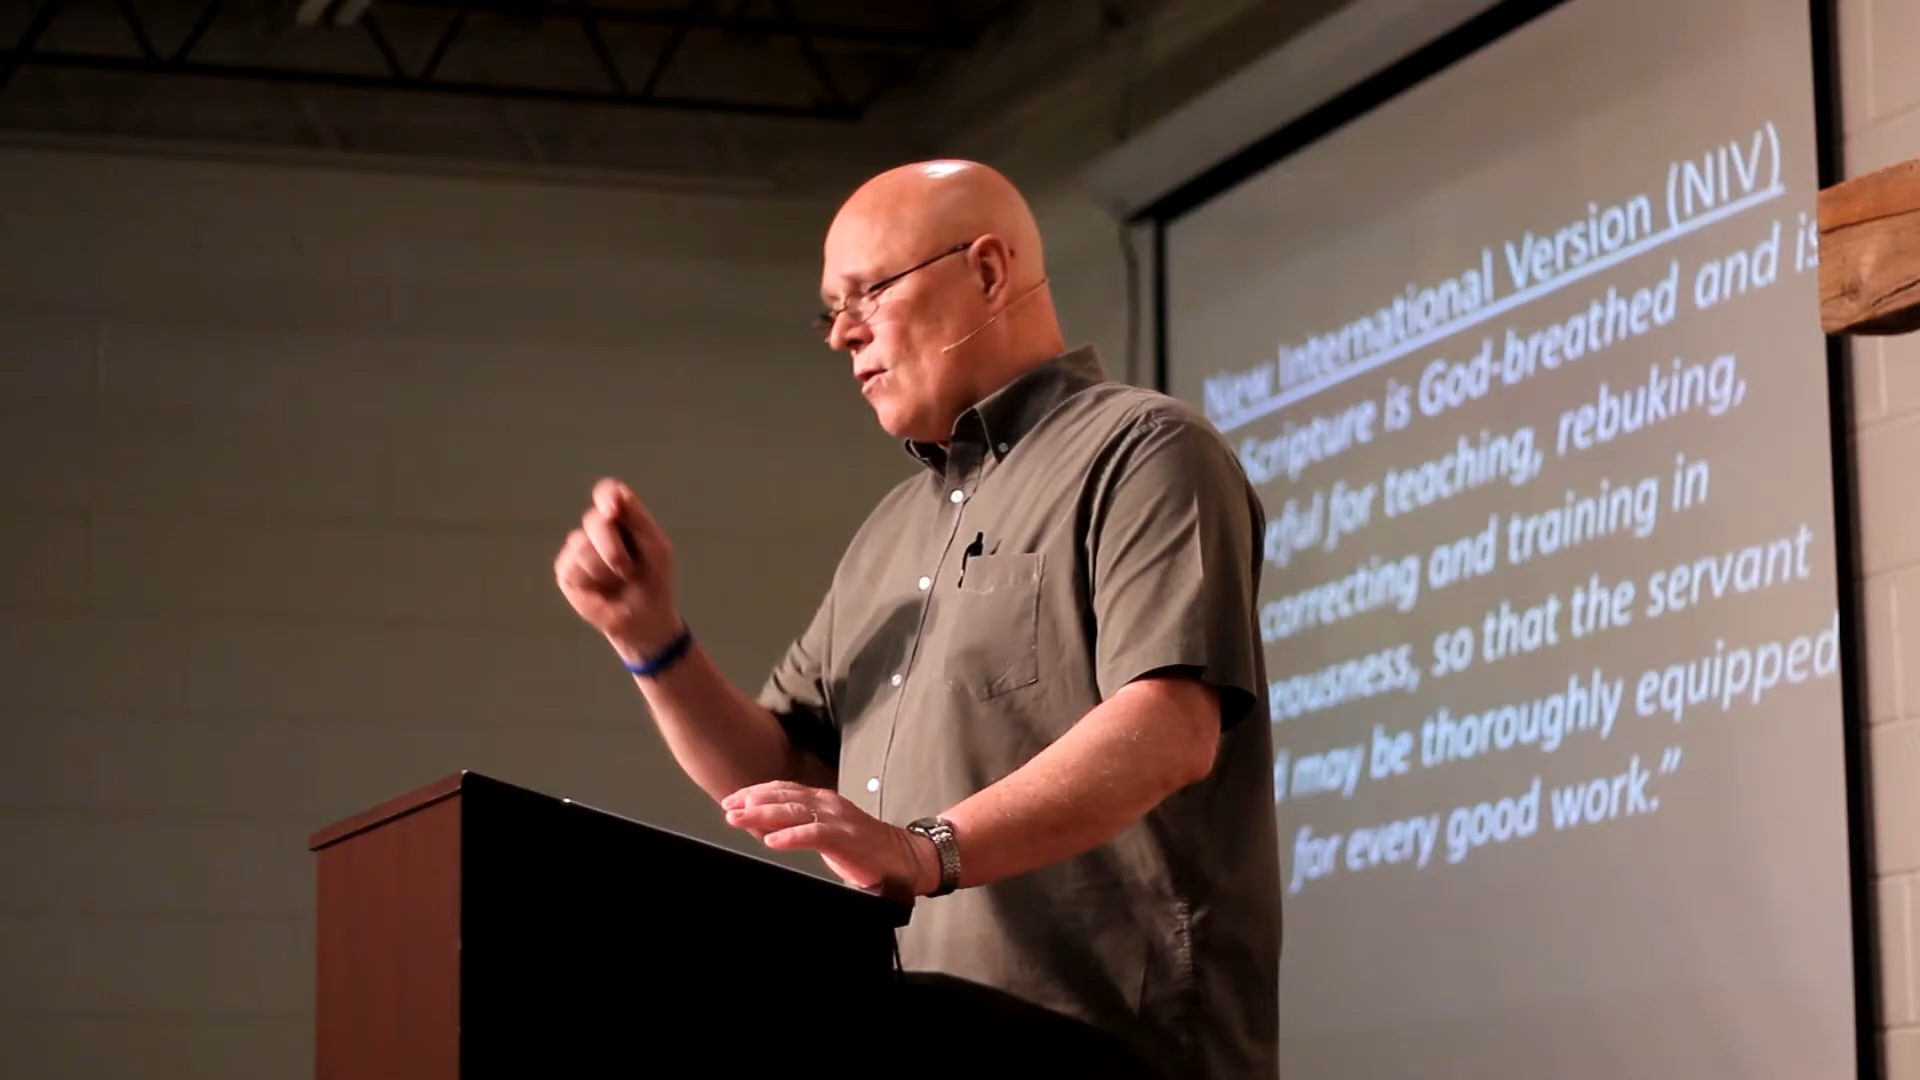 New International Version (NIV)
Scripture is God-breathed and is
for teaching, rebuking,
correcting and training in
so that the servant
may be thoroughly equipped
for every good work.”